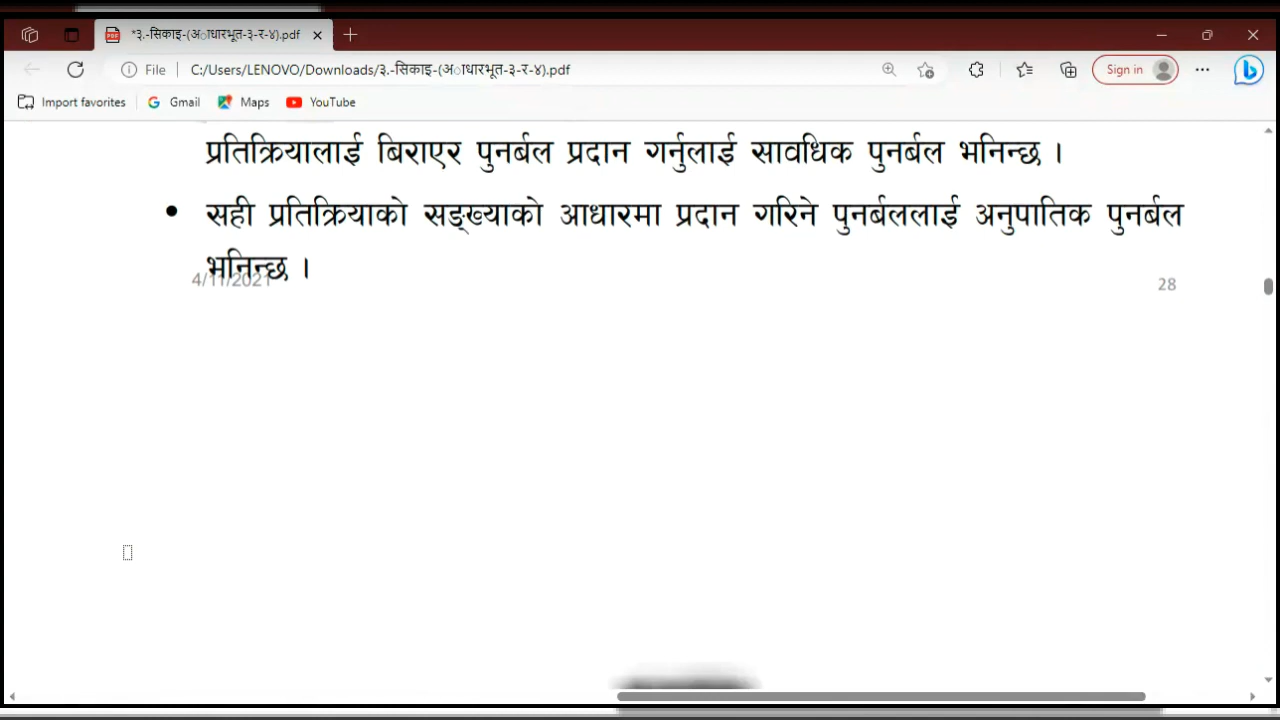 *३.-सिकाइ-(अाधारभूत-३-र-४).pdf
File C:/Users/LENOVO/Downloads/३.-सिकाइ-(अाधारभूत-३-र-४).pdf Sign in
Import favorites Gmail Maps YouTube
प्रतिक्रियालाई बिराएर पुनर्बल प्रदान गर्नुलाई सावधिक पुनर्बल भनिन्छ ।
• सही प्रतिक्रियाको सङ्ख्याको आधारमा प्रदान गरिने पुनर्बललाई अनुपातिक पुनर्बल
भनिन्छ ।
4/11/2021 28